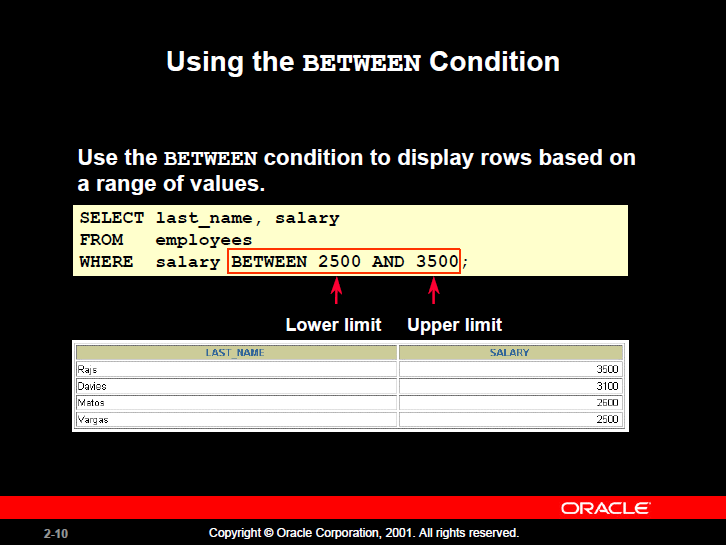 Using the BETWEEN Condition
Use the BETWEEN condition to display rows based on
a range of values.
SELECT last_name, salary
FROM   employees
WHERE  salary BETWEEN 2500 AND 3500;
Lower limit   Upper limit
LAST_NAME   SALARY
Rajs   3500
Davies   3100
Matos   2600
Vargas   2500
ORACLE®
2-10   Copyright © Oracle Corporation, 2001. All rights reserved.